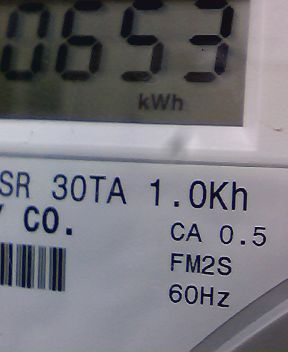 0653
kWh
SR 30TA 1.0Kh
Y CO.
CA 0.5
FM2S
60Hz